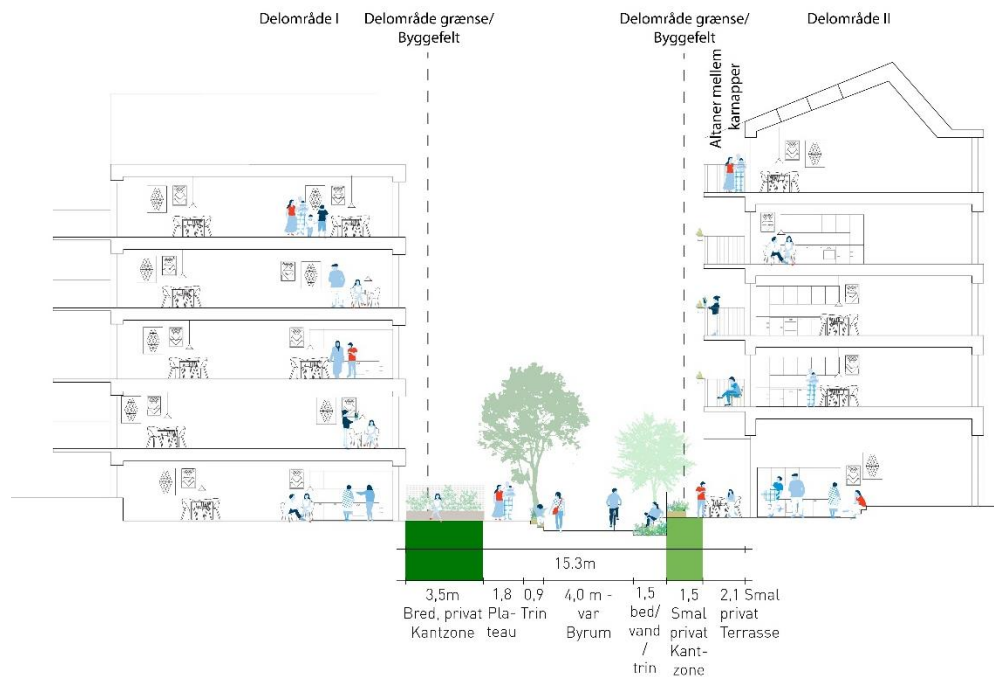 Delområde I
Delområde grænse/
Byggefelt
Delområde grænse/
Byggefelt
Delområde II
Altaner mellem
karnapper
15.3m
3,5m
Bred, privat
Kantzone
1,8
Pla-
teau
0,9
Trin
4,0 m -
var
Byrum
1,5
bed/
vand
/
trin
1,5
Smal
privat
Kant-
zone
2,1 Smal
privat
Terrasse